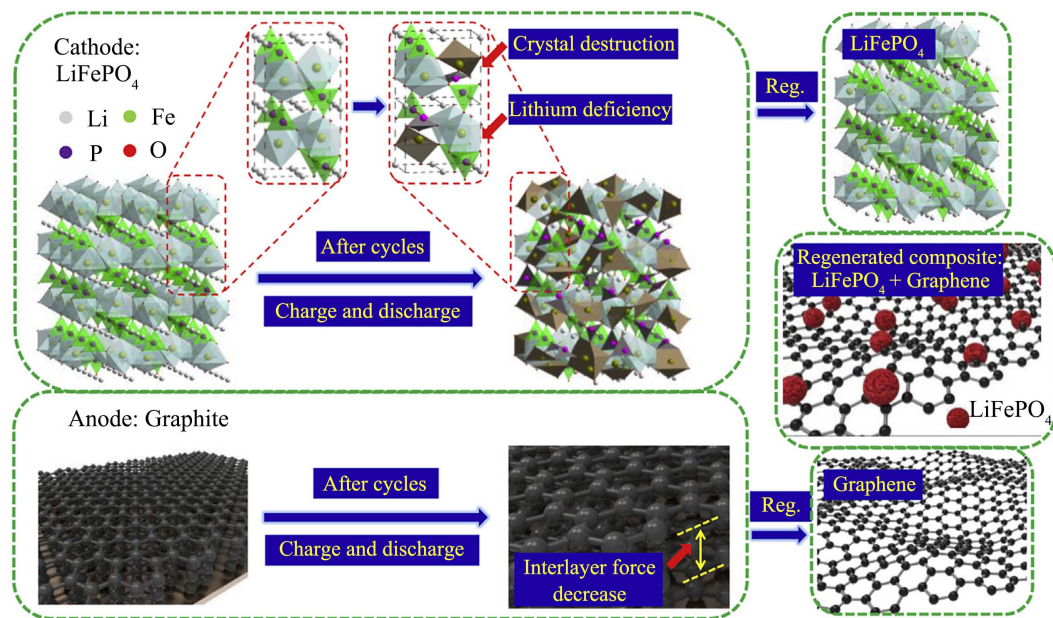 Cathode:
LiFePO₄
Li Fe
P O
Crystal destruction
Lithium deficiency
After cycles
Charge and discharge
Reg.
LiFePO₄
Regenerated composite:
LiFePO₄ + Graphene
LiFePO₄
Anode: Graphite
After cycles
Charge and discharge
Interlayer force
decrease
Reg.
Graphene